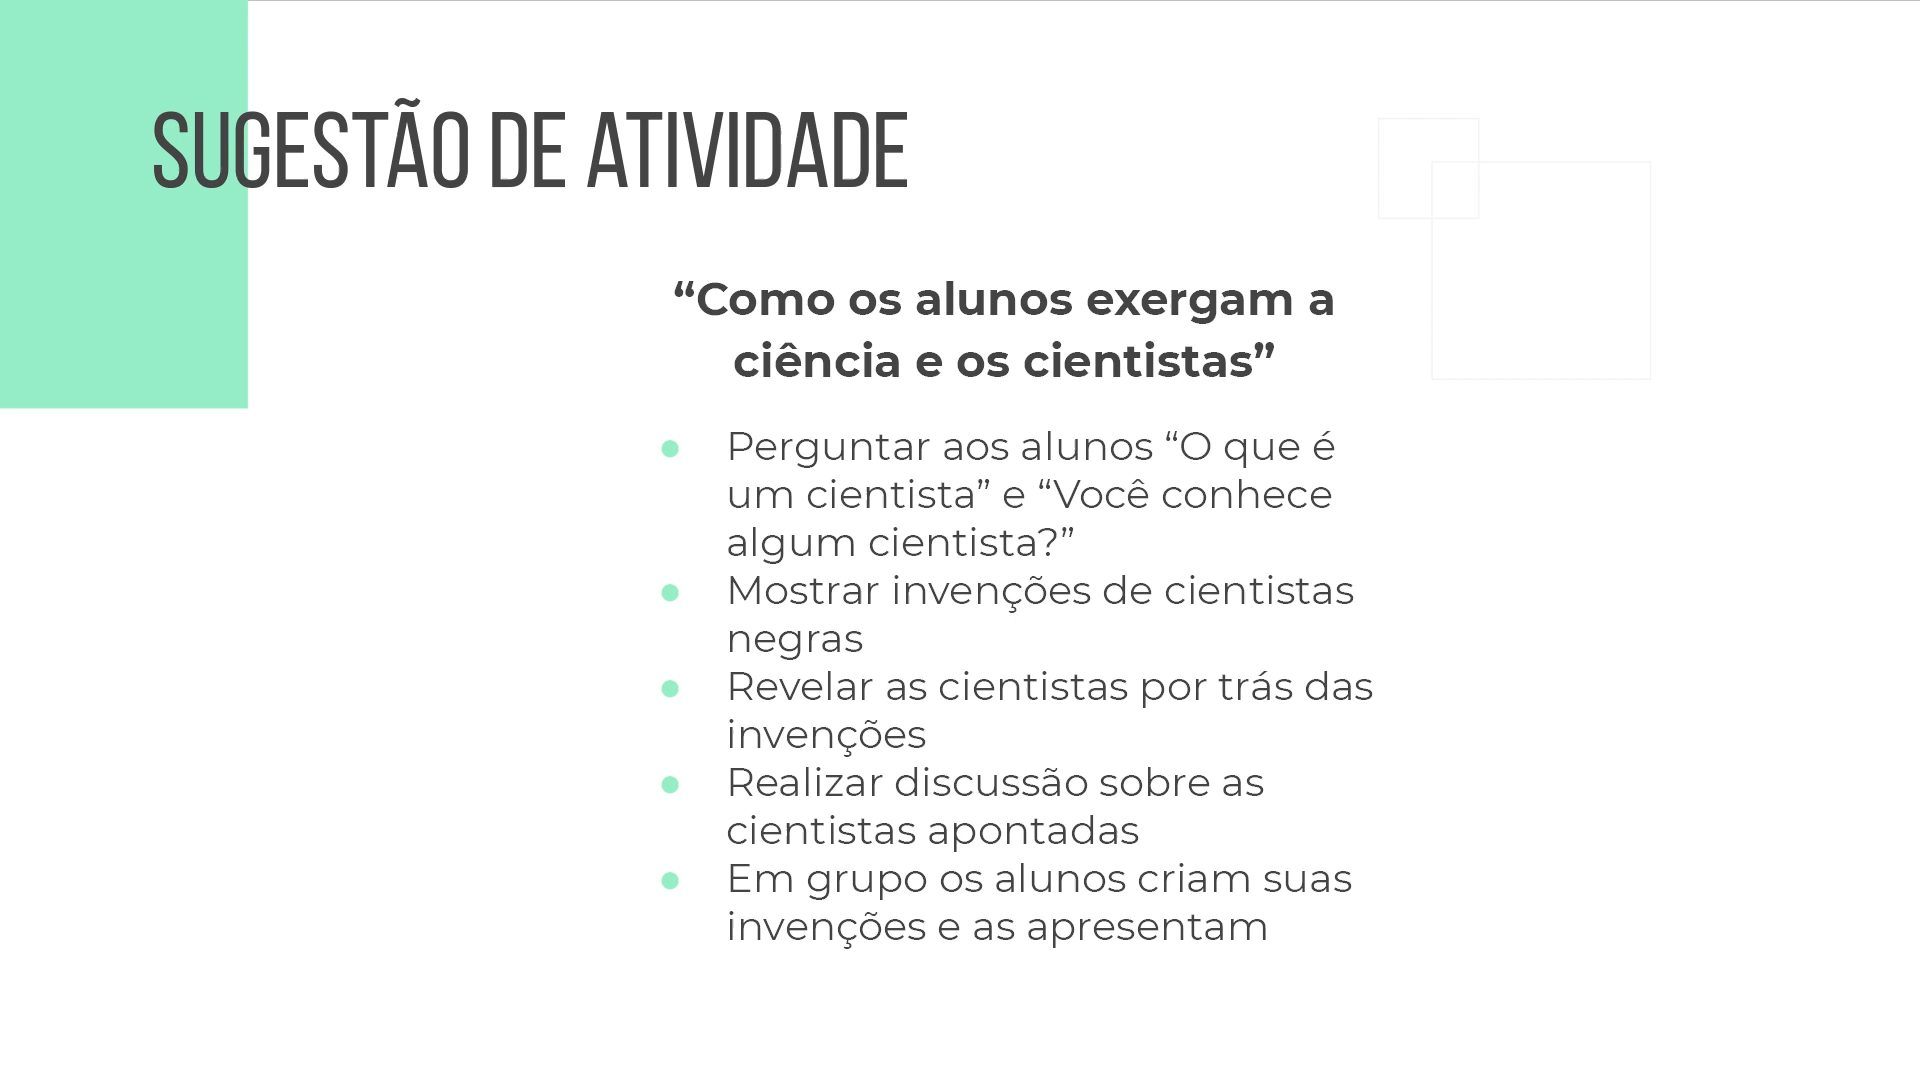 SUGESTÃO DE ATIVIDADE
“Como os alunos exergam a
ciência e os cientistas”
● Perguntar aos alunos “O que é
um cientista” e “Você conhece
algum cientista?”
● Mostrar invenções de cientistas
negras
● Revelar as cientistas por trás das
invenções
● Realizar discussão sobre as
cientistas apontadas
● Em grupo os alunos criam suas
invenções e as apresentam